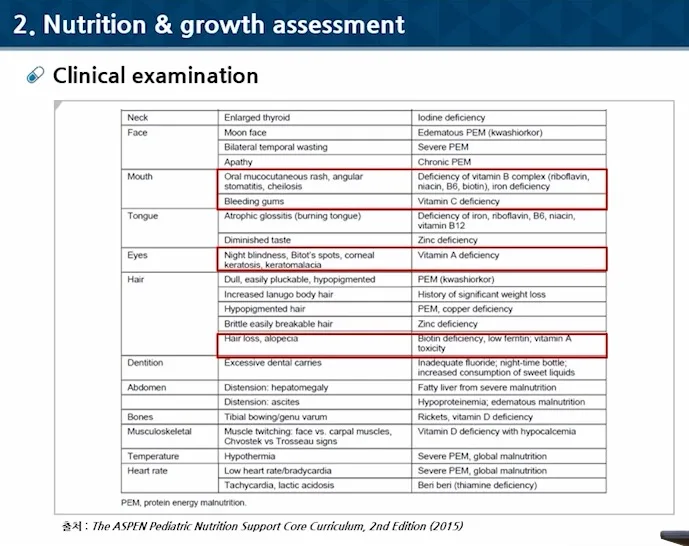 2. Nutrition & growth assessment
Clinical examination
Neck Enlarged thyroid Iodine deficiency
Face Moon face Edematous PEM (kwashiorkor)
Bilateral temporal wasting Severe PEM
Apathy Chronic PEM
Mouth Oral mucocutaneous rash, angular Deficiency of vitamin B complex (riboflavin,
stomatitis, cheilosis niacin, B6, biotin), iron deficiency
Bleeding gums Vitamin C deficiency
Tongue Atrophic glossitis (burning tongue) Deficiency of iron, riboflavin, B6, niacin,
vitamin B12
Diminished taste Zinc deficiency
Eyes Night blindness, Bitot's spots, corneal Vitamin A deficiency
keratosis, keratomalacia
Hair Dull, easily pluckable, hypopigmented PEM (kwashiorkor)
Increased lanugo body hair History of significant weight loss
Hypopigmented hair PEM, copper deficiency
Brittle easily breakable hair Zinc deficiency
Hair loss, alopecia Biotin deficiency, low ferritin; vitamin A
toxicity
Dentition Excessive dental carries Inadequate fluoride; night-time bottle;
increased consumption of sweet liquids
Abdomen Distension: hepatomegaly Fatty liver from severe malnutrition
Distension: ascites Hypoproteinemia; edematous malnutrition
Bones Tibial bowing/genu varum Rickets, vitamin D deficiency
Musculoskeletal Muscle twitching: face vs. carpal muscles, Vitamin D deficiency with hypocalcemia
Chvostek vs Trosseau signs
Temperature Hypothermia Severe PEM, global malnutrition
Heart rate Low heart rate/bradycardia Severe PEM, global malnutrition
Tachycardia, lactic acidosis Beri beri (thiamine deficiency)
PEM, protein energy malnutrition.
출처 : The ASPEN Pediatric Nutrition Support Core Curriculum, 2nd Edition (2015)